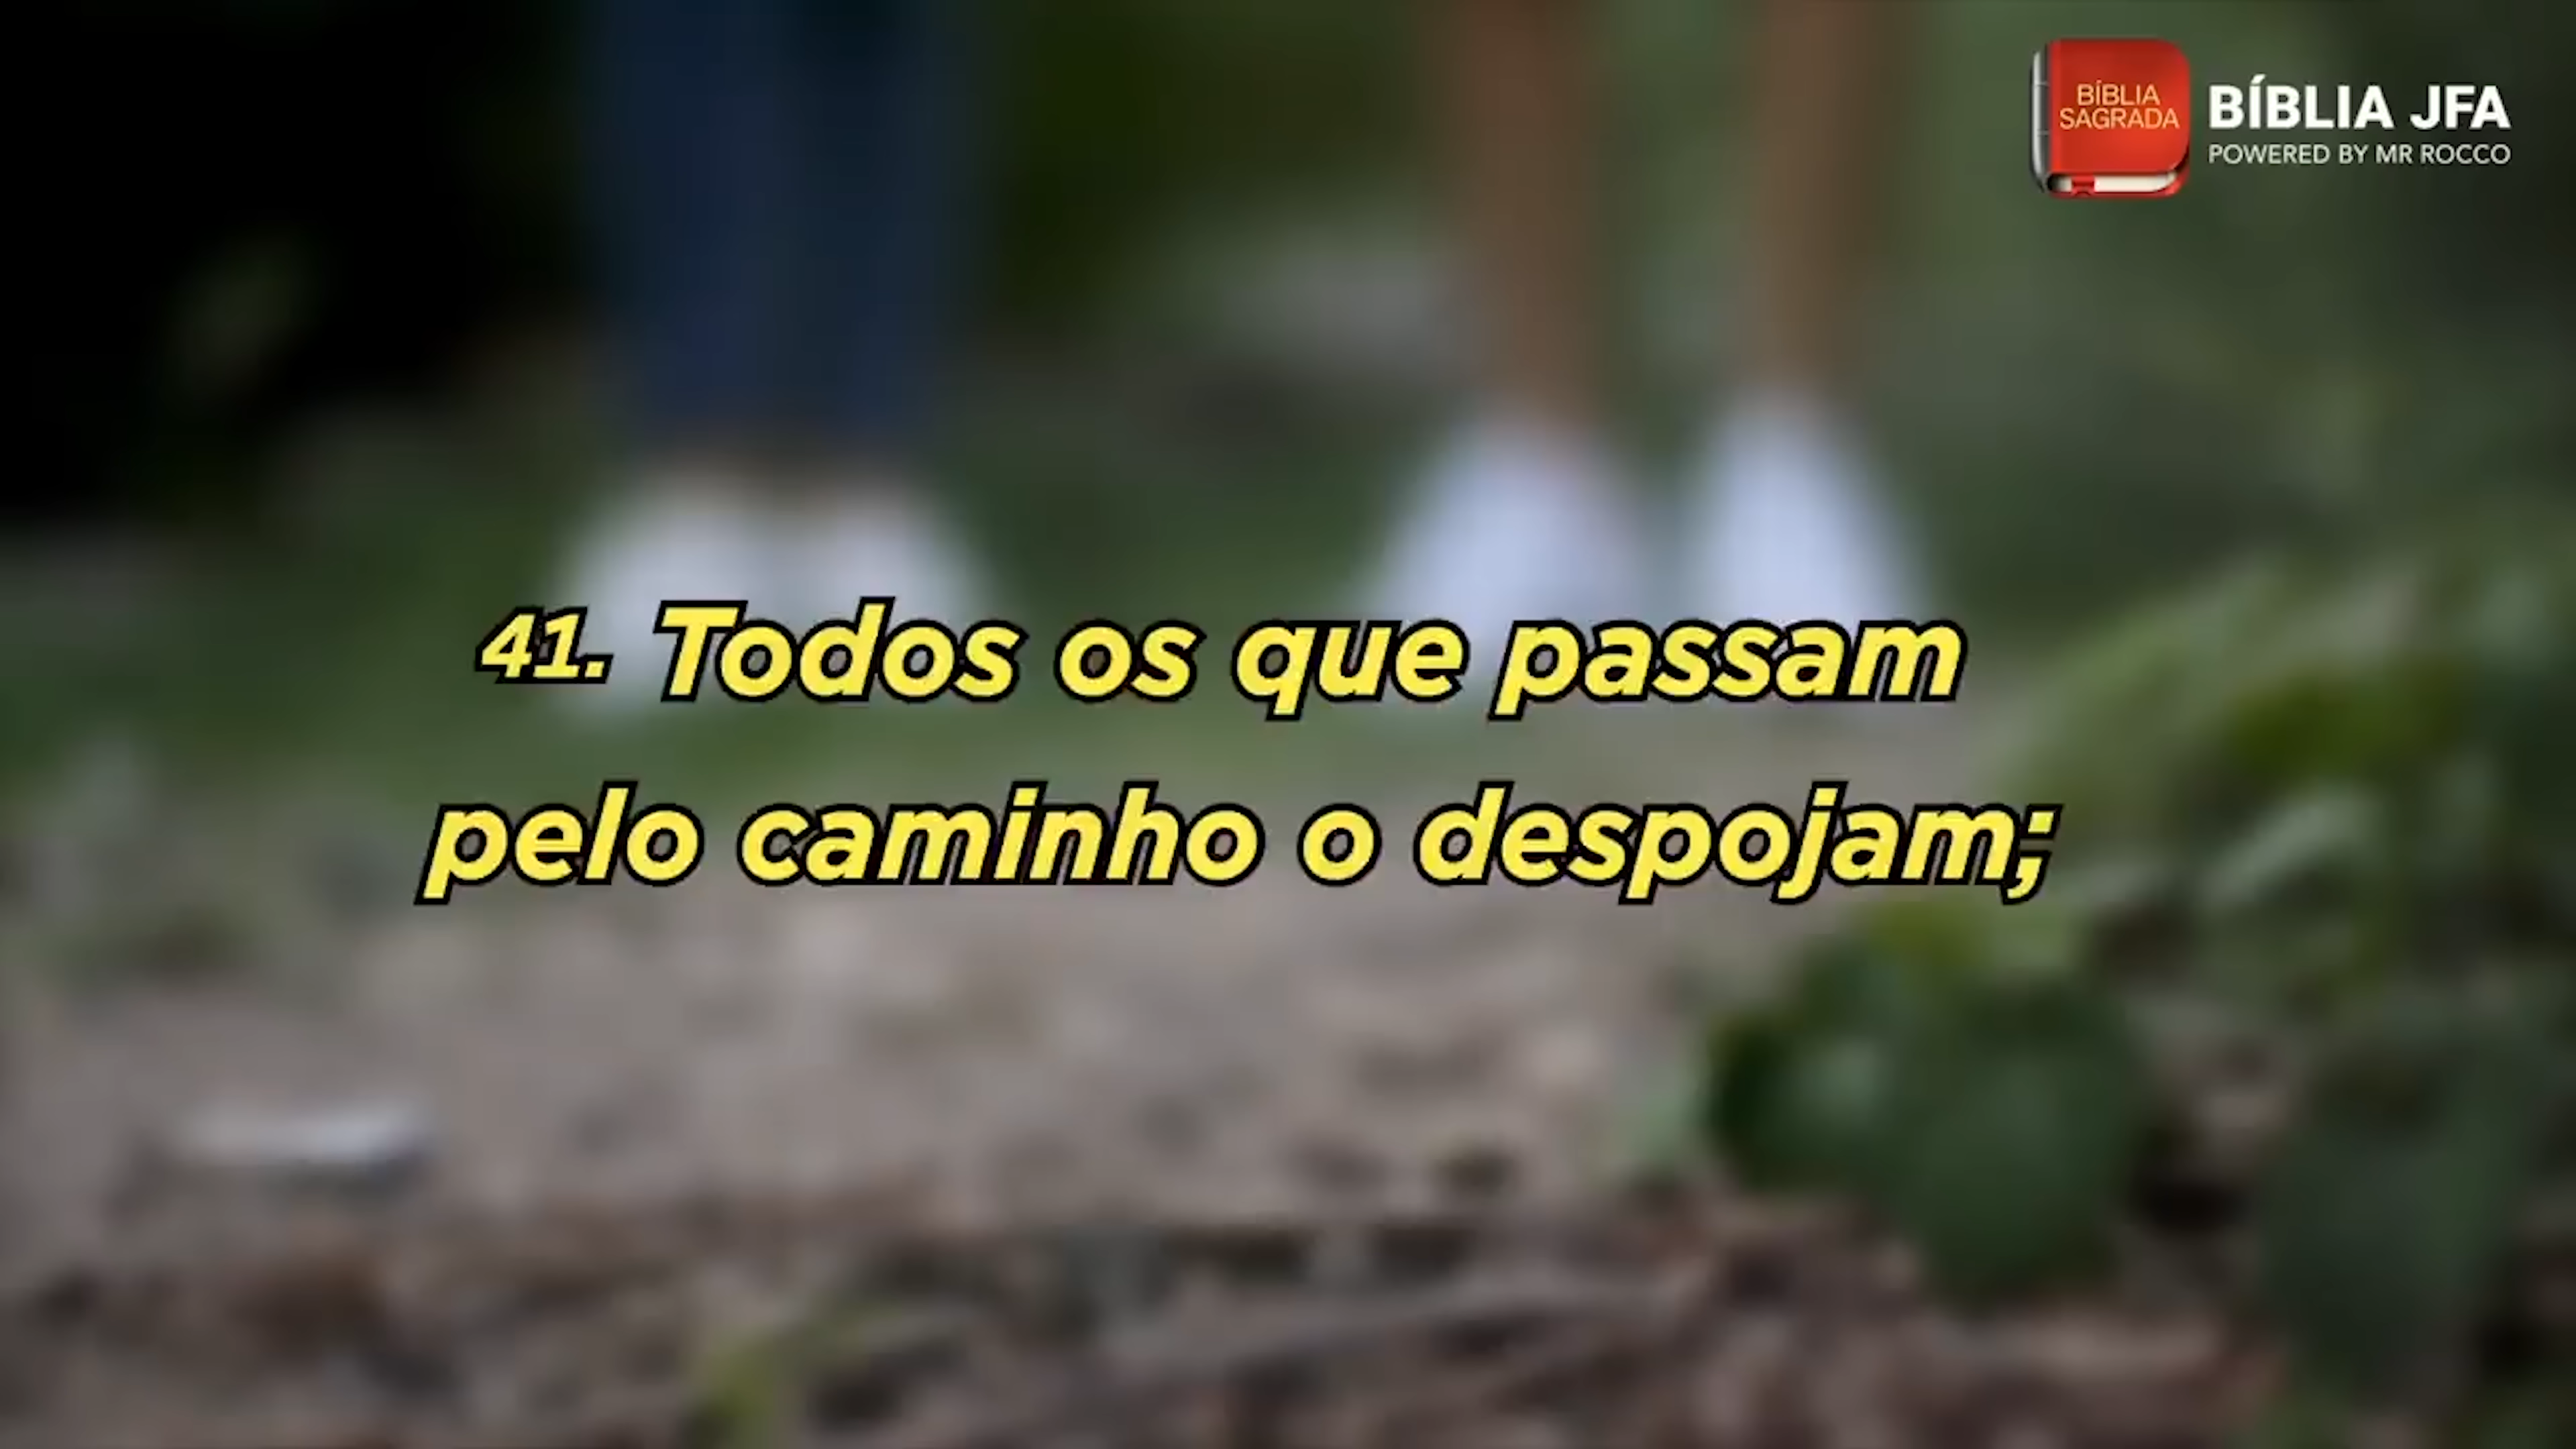 BÍBLIA
SAGRADA
BÍBLIA JFA
POWERED BY MR ROCCO
41. Todos os que passam
pelo caminho o despojam;